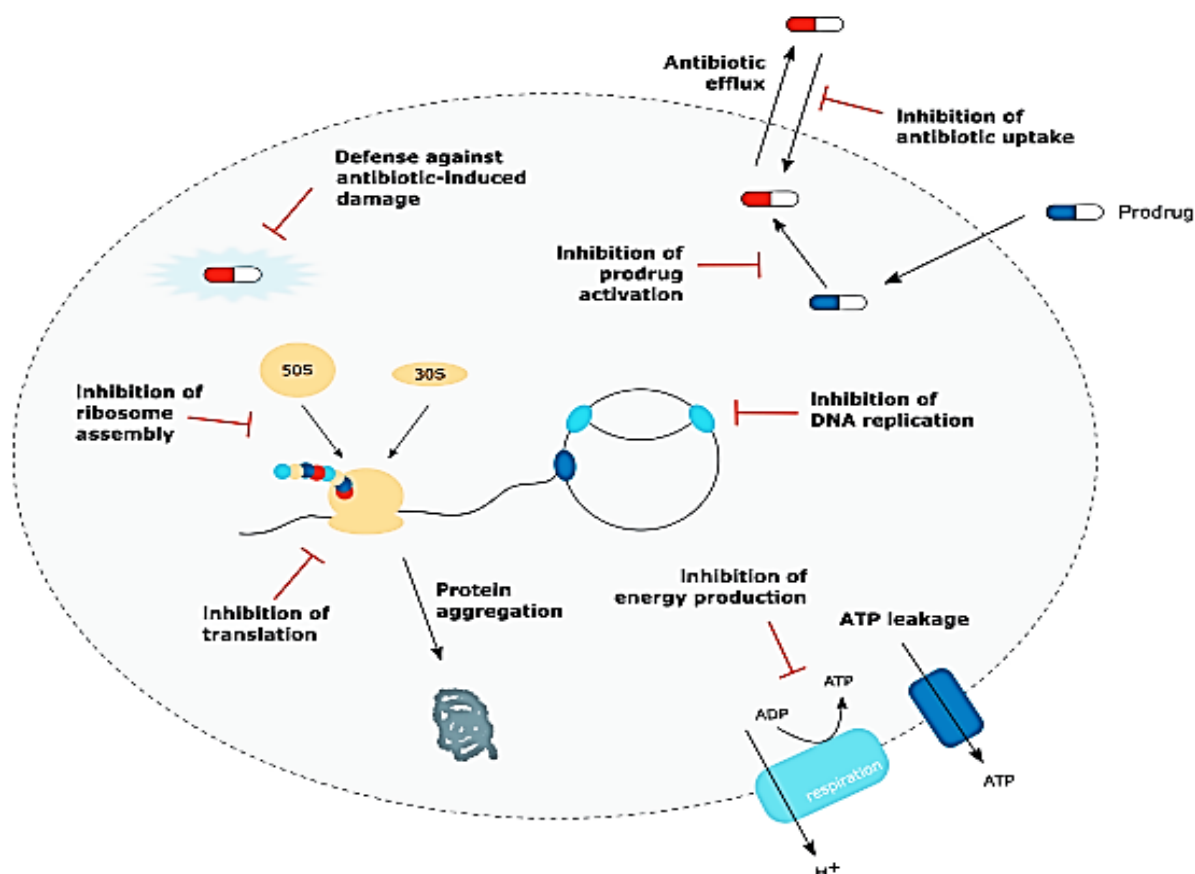 Antibiotic
efflux
Inhibition of
antibiotic uptake
Defense against
antibiotic-induced
damage
Prodrug
Inhibition of
prodrug
activation
50S
30S
Inhibition of
ribosome
assembly
Inhibition of
DNA replication
Inhibition of
translation
Protein
aggregation
Inhibition of
energy production
ATP leakage
ATP
ADP
respiration
ATP
H+